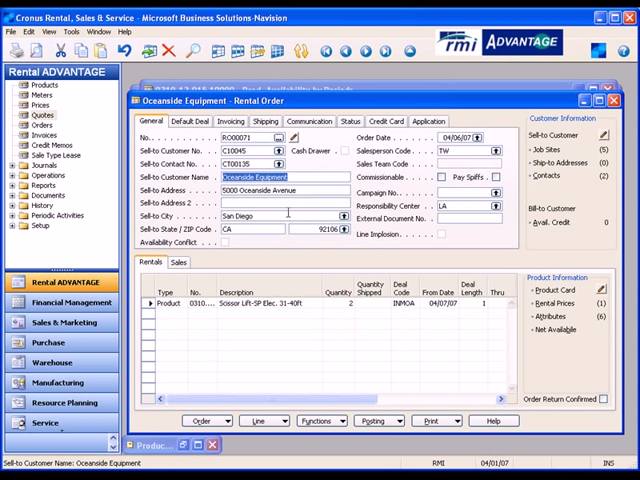 Cronus Rental, Sales & Service - Microsoft Business Solutions-Navision
File Edit View Tools Window Help
rmi ADVANTAGE
Rental ADVANTAGE
Products
Meters
Prices
Quotes
Orders
Invoices
Credit Memos
Sale Type Lease
Journals
Operations
Reports
Documents
History
Periodic Activities
Setup
Rental ADVANTAGE
Financial Management
Sales & Marketing
Purchase
Warehouse
Manufacturing
Resource Planning
Service
Oceanside Equipment - Rental Order
General Default Deal Invoicing Shipping Communication Status Credit Card Application
No. RO00071 Order Date 04/06/07
Sell-to Customer No. C10045 Cash Drawer Salesperson Code TW
Sell-to Contact No. CT00135 Sales Team Code
Sell-to Customer Name Oceanside Equipment Commissionable Pay Spiffs
Sell-to Address 5000 Oceanside Avenue Campaign No.
Sell-to Address 2 Responsibility Center LA
Sell-to City San Diego External Document No.
Sell-to State / ZIP Code CA 92106 Line Implosion
Availability Conflict
Customer Information
Sell-to Customer
Job Sites (5)
Ship-to Addresses (0)
Contacts (2)
Bill-to Customer
Avail. Credit 0
Rentals Sales
Type No. Description Quantity Quantity Shipped Deal Code From Date Deal Length Thru
Product 0310.... Scissor Lift-SP Elec. 31-40ft 2 INMOA 04/07/07 1
Product Information
Product Card
Rental Prices (1)
Attributes (6)
Net Available
Order Return Confirmed
Order Line Functions Posting Print Help
Produc...
Sell-to Customer Name: Oceanside Equipment RMI 04/01/07 INS